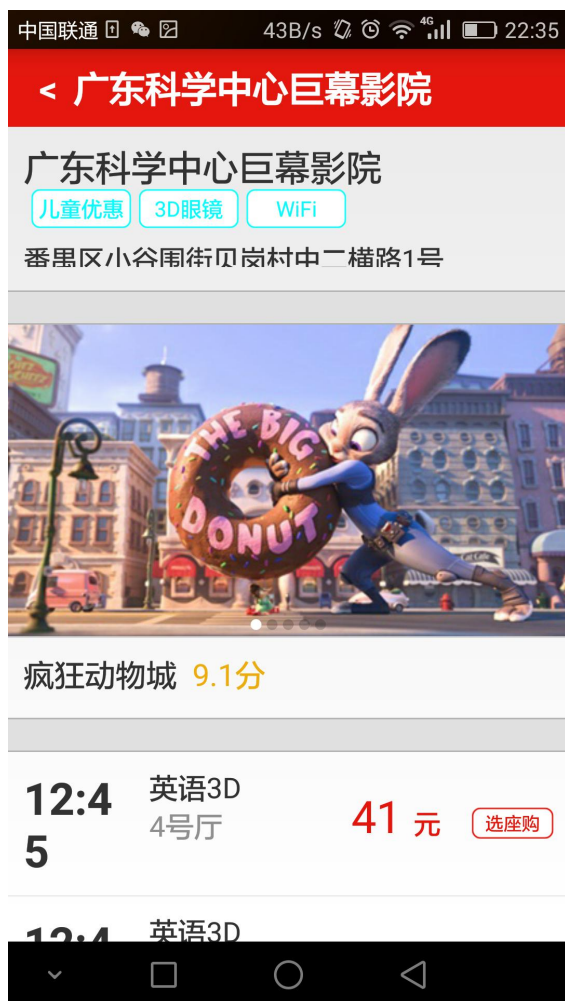 中国联通 43B/s 4G 22:35
< 广东科学中心巨幕影院
广东科学中心巨幕影院
儿童优惠 3D眼镜 WiFi
番禺区小谷围街贝岗村中二横路1号
THE BIG
DONUT
疯狂动物城 9.1分
12:4
5
英语3D
4号厅
41 元 选座购
12:4
英语3D